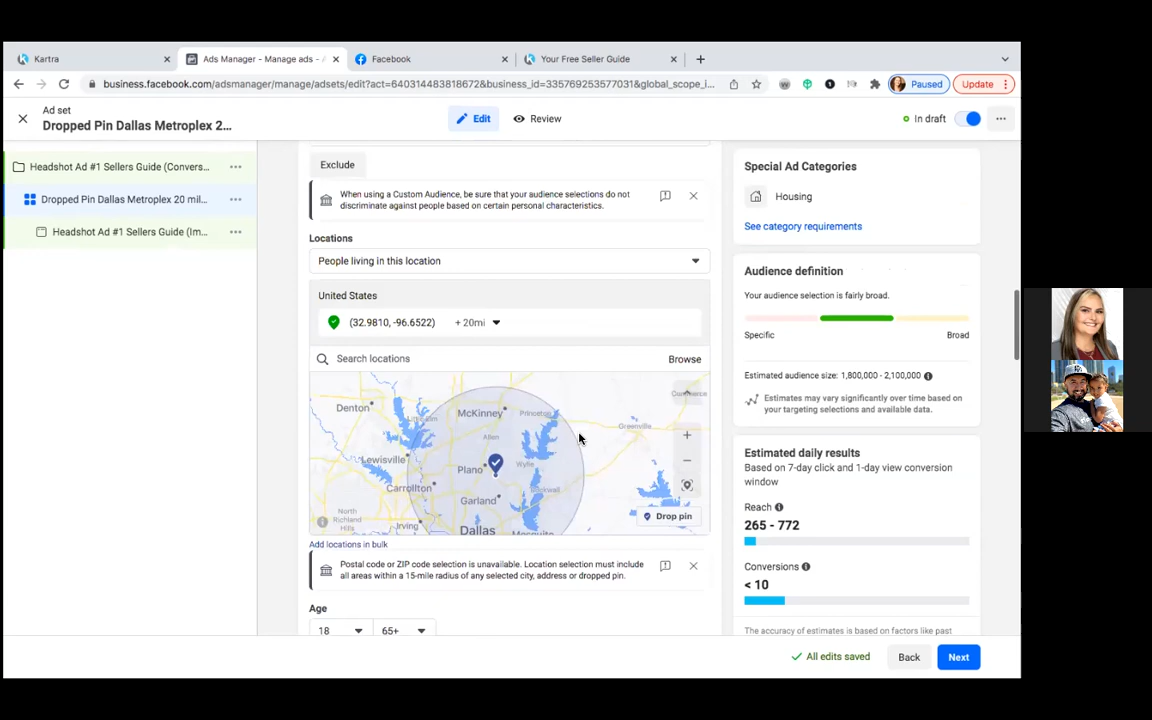 Kartra
Ads Manager - Manage ads - A
Facebook
Your Free Seller Guide
business.facebook.com/adsmanager/manage/adsets/edit?act=640314483818672&business_id=335769253577031&global_scope_i...
Paused
Update
Ad set
Dropped Pin Dallas Metroplex 2...
Edit
Review
In draft
Headshot Ad #1 Sellers Guide (Convers...
Dropped Pin Dallas Metroplex 20 mil...
Headshot Ad #1 Sellers Guide (Im...
Exclude
When using a Custom Audience, be sure that your audience selections do not
discriminate against people based on certain personal characteristics.
Locations
People living in this location
United States
(32.9810, -96.6522) + 20mi
Search locations
Browse
Commerce
Denton
McKinney
Princeton
Greenville
Allen
Lewisville
Plano
Wylie
Carrollton
Rockwall
Garland
North
Richland
Hills
Irving
Dallas
Mesquite
Drop pin
Add locations in bulk
Postal code or ZIP code selection is unavailable. Location selection must include
all areas within a 15-mile radius of any selected city, address or dropped pin.
Age
18
65+
Special Ad Categories
Housing
See category requirements
Audience definition
Your audience selection is fairly broad.
Specific
Broad
Estimated audience size: 1,800,000 - 2,100,000
Estimates may vary significantly over time based on
your targeting selections and available data.
Estimated daily results
Based on 7-day click and 1-day view conversion
window
Reach
265 - 772
Conversions
< 10
The accuracy of estimates is based on factors like past
All edits saved
Back
Next